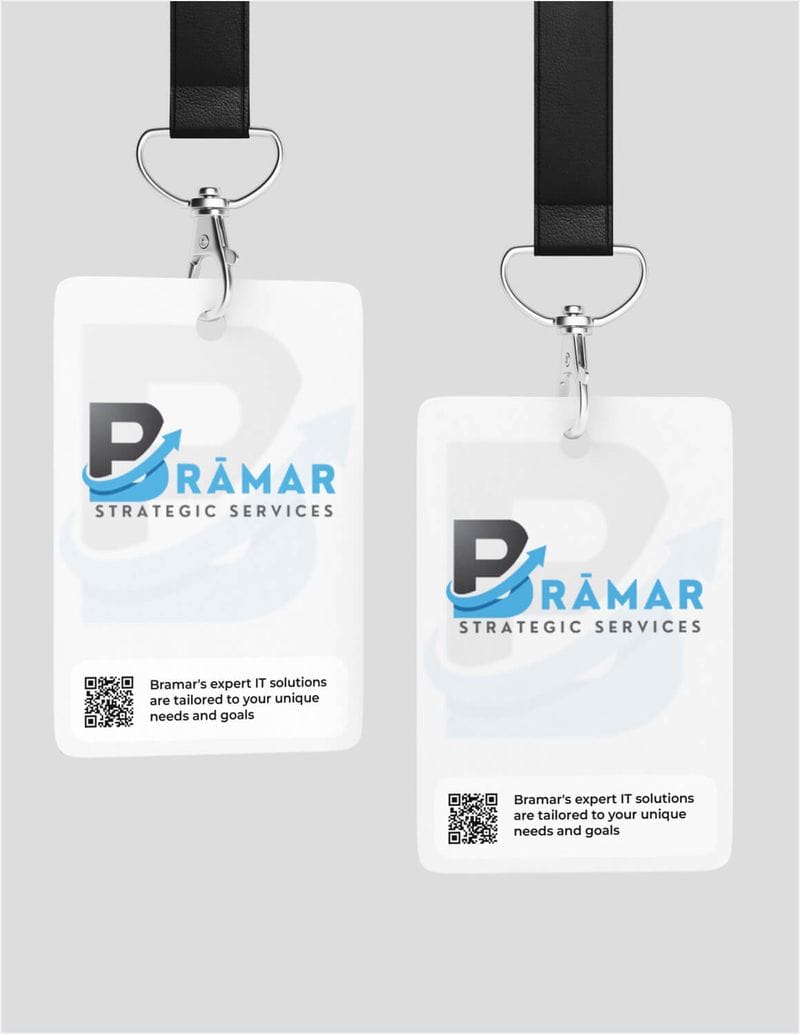 BRĀMAR
STRATEGIC SERVICES
Bramar's expert IT solutions
are tailored to your unique
needs and goals
BRĀMAR
STRATEGIC SERVICES
Bramar's expert IT solutions
are tailored to your unique
needs and goals